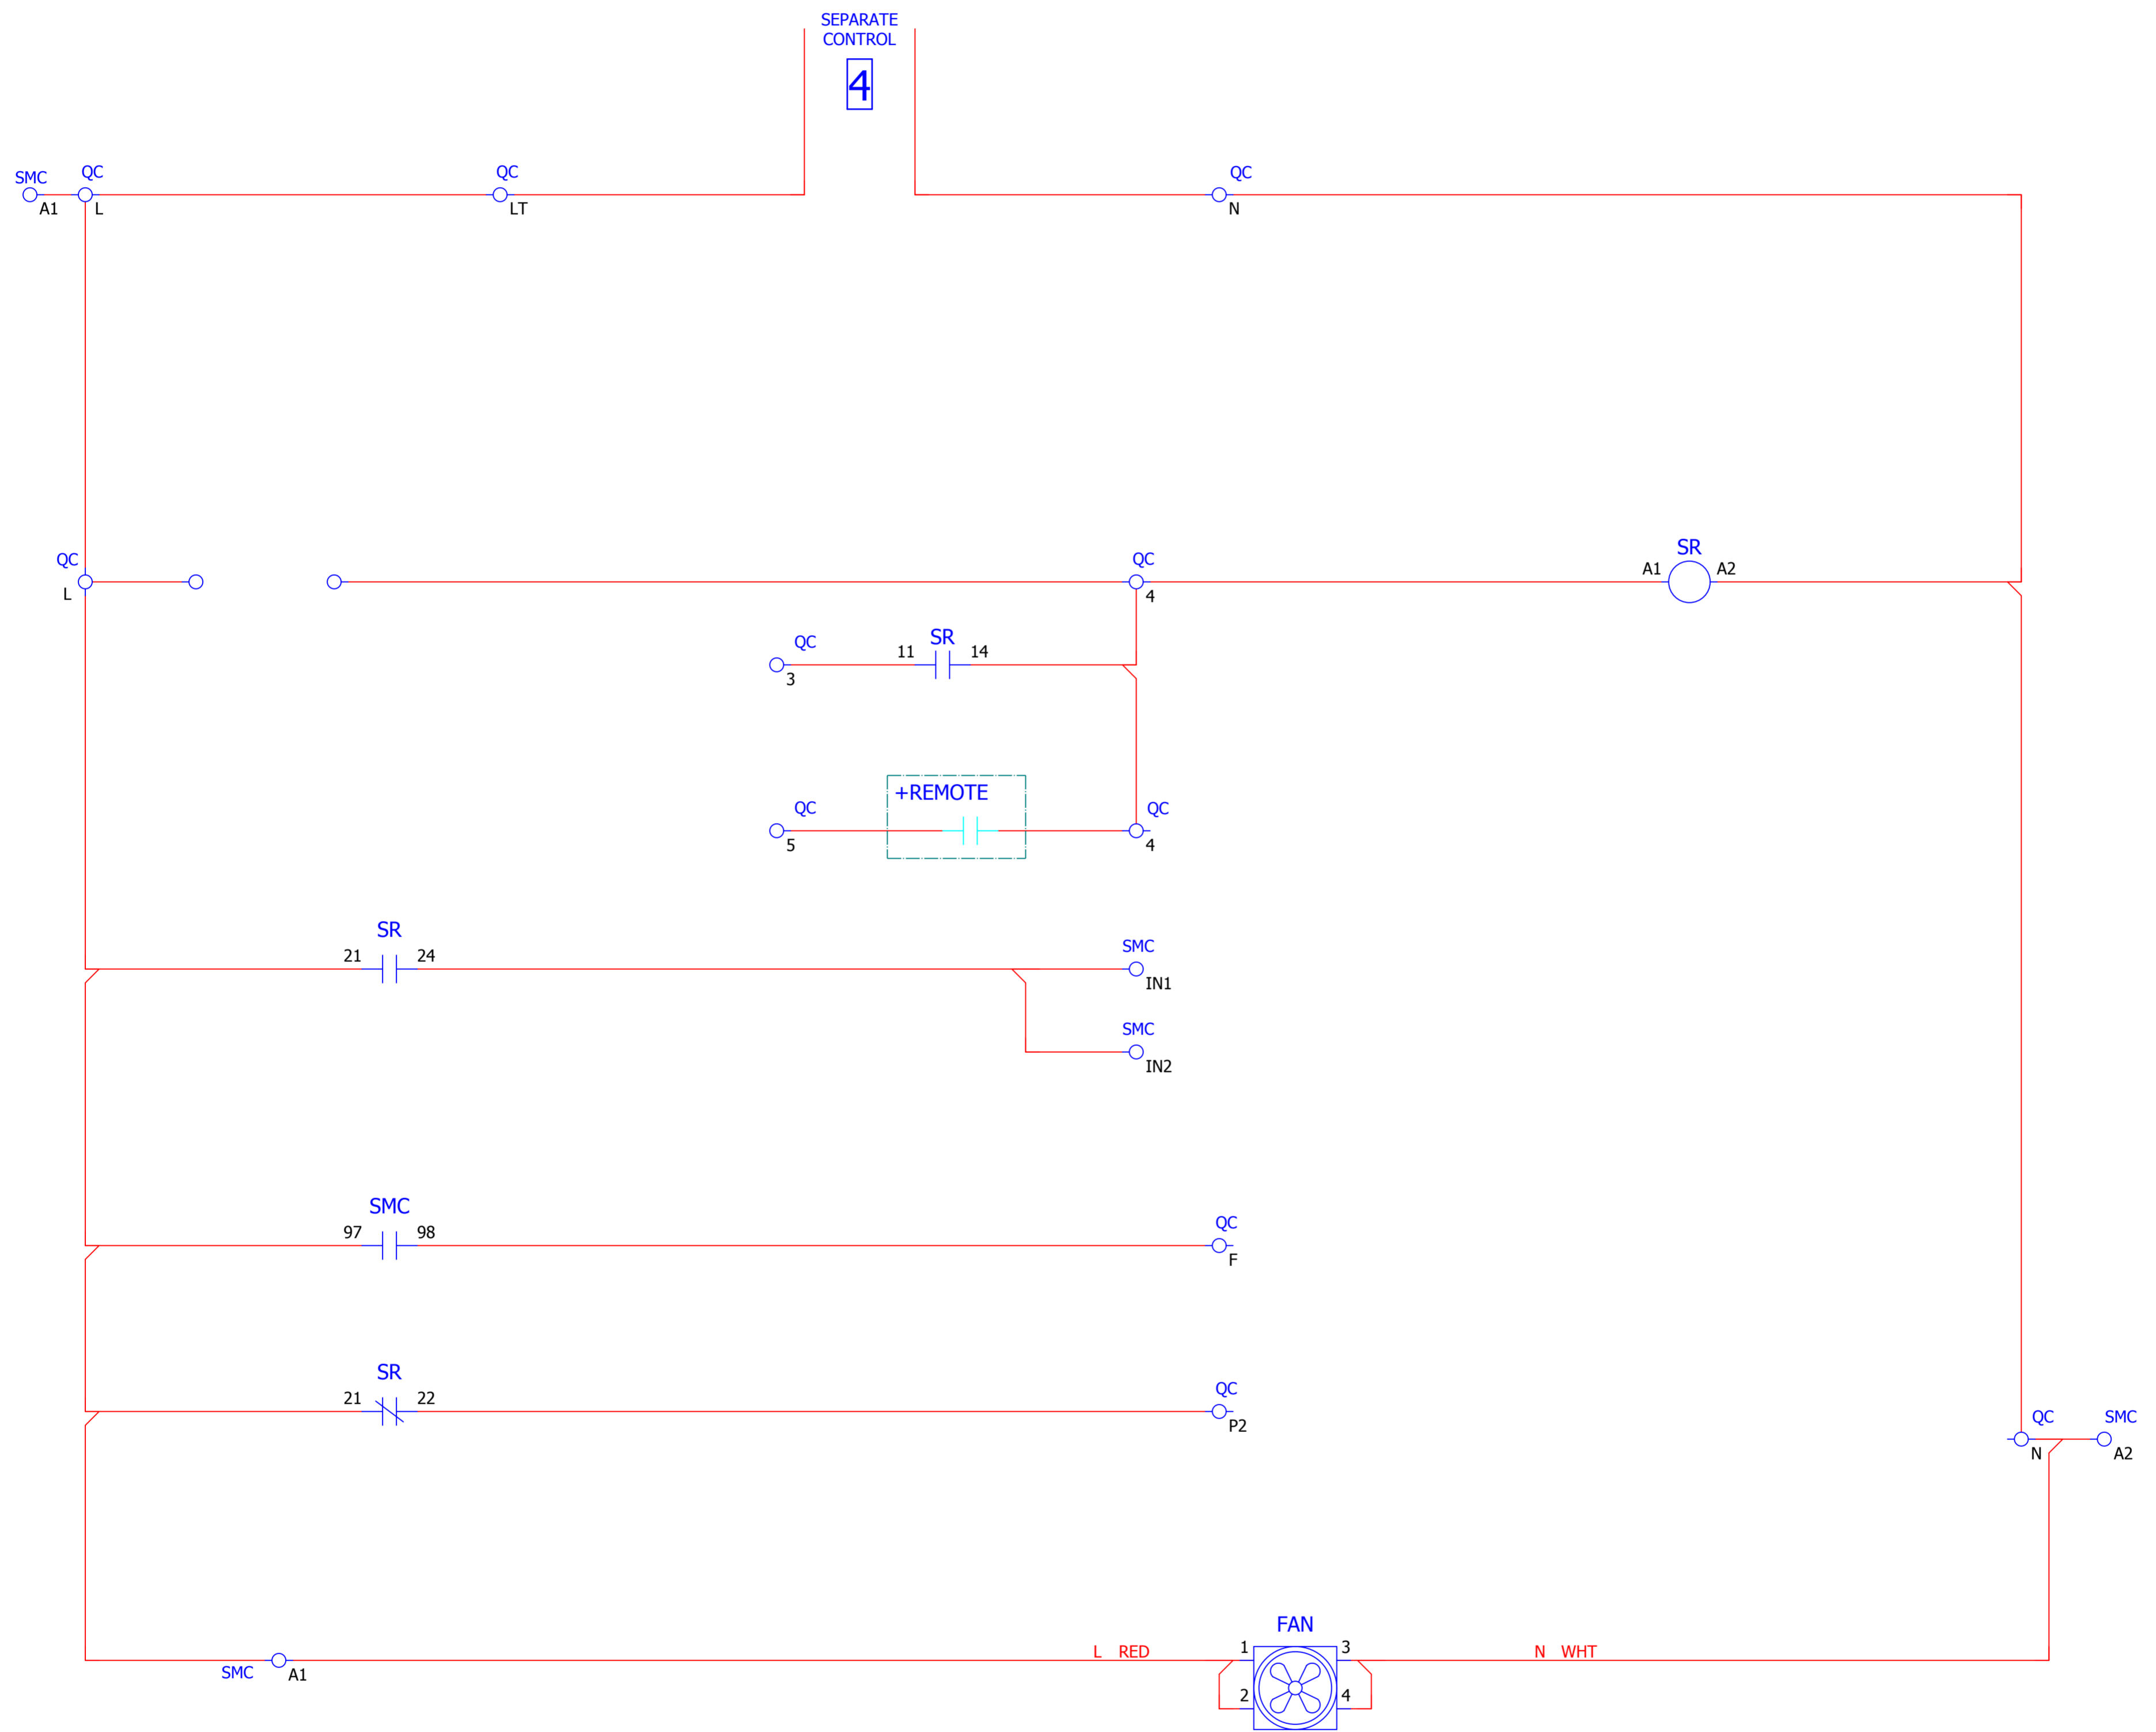 SEPARATE
CONTROL
4
SMC
A1
QC
L
QC
LT
QC
N
QC
L
QC
4
A1
SR
A2
QC
3
11
SR
14
QC
5
+REMOTE
QC
4
21
SR
24
SMC
IN1
SMC
IN2
97
SMC
98
QC
F
21
SR
22
QC
P2
QC
N
SMC
A2
SMC
A1
L RED
FAN
1
3
2
4
N WHT